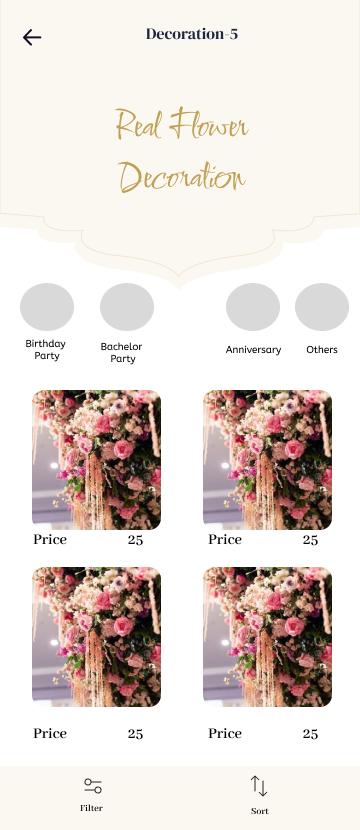 Decoration-5
Real Flower
Decoration
Birthday
Party
Bachelor
Party
Anniversary
Others
Price 25
Price 25
Price 25
Price 25
Filter
Sort